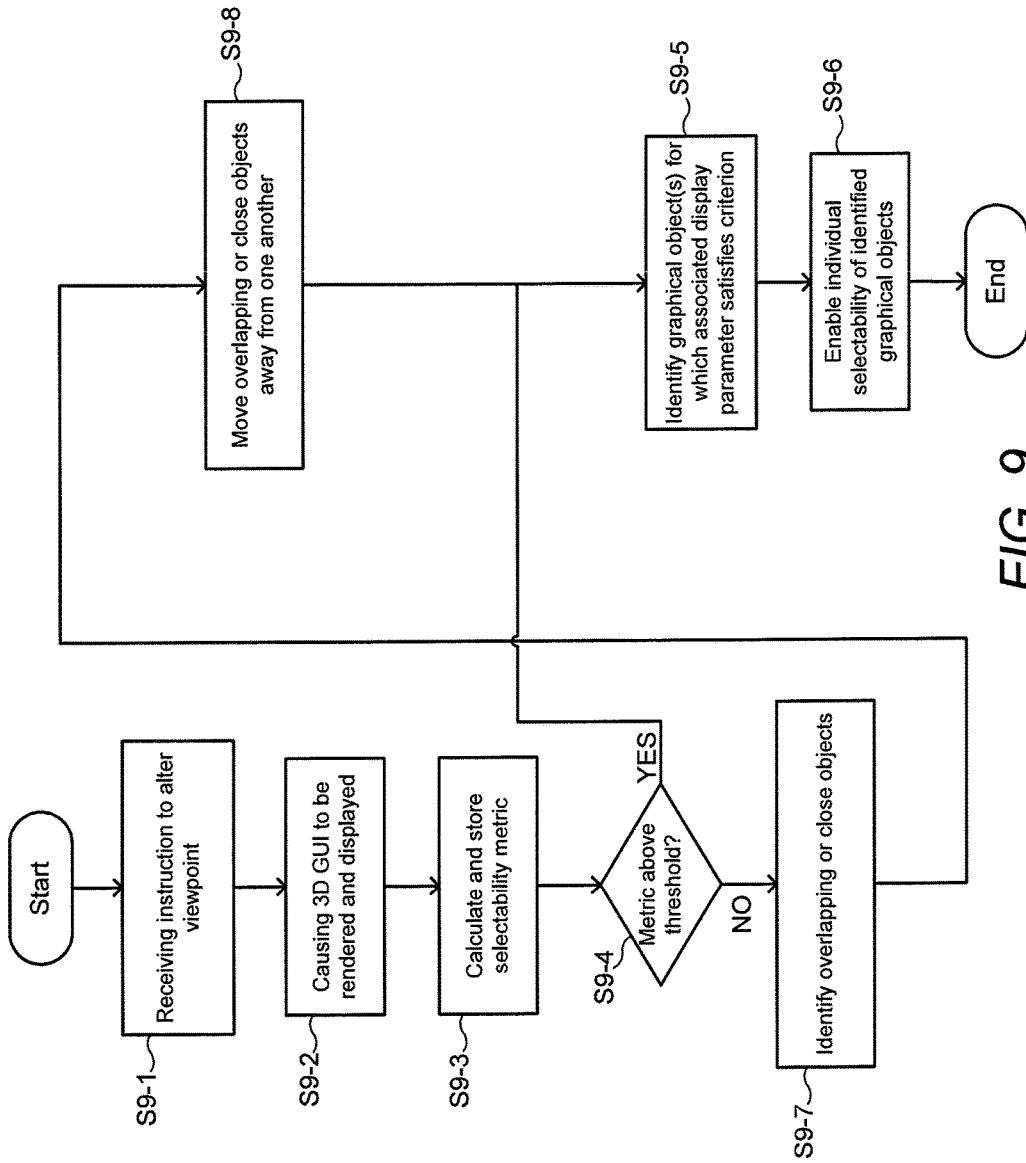 Start
Receiving instruction to alter
viewpoint
S9-1
Causing 3D GUI to be
rendered and displayed
S9-2
Calculate and store
selectability metric
S9-3
Metric above
threshold?
S9-4
YES
NO
Identify overlapping or close objects
S9-7
Move overlapping or close objects
away from one another
S9-8
Identify graphical object(s) for
which associated display
parameter satisfies criterion
S9-5
Enable individual
selectability of identified
graphical objects
S9-6
End
FIG. 9